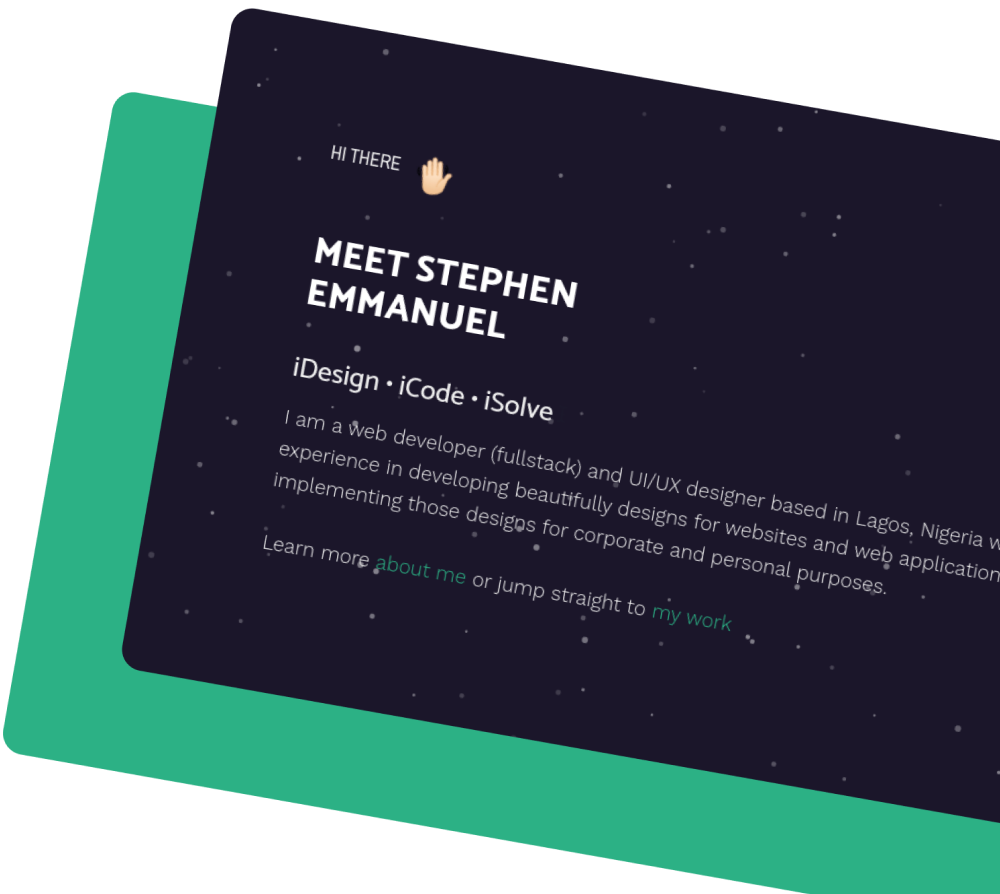 HI THERE
MEET STEPHEN
EMMANUEL
iDesign • iCode • iSolve
I am a web developer (fullstack) and UI/UX designer based in Lagos, Nigeria
experience in developing beautifully designs for websites and web application
implementing those designs for corporate and personal purposes.
Learn more about me or jump straight to my work